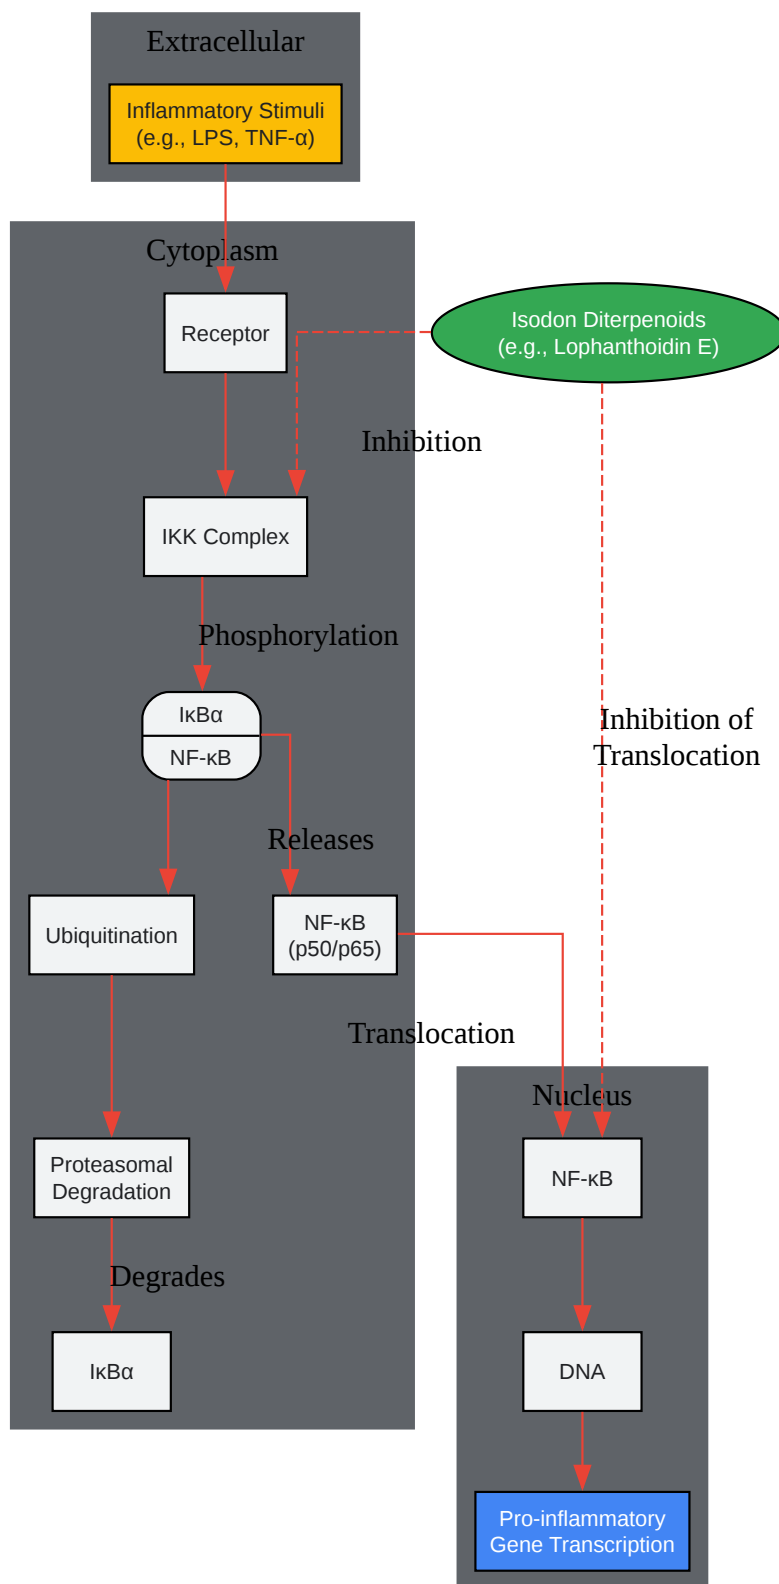 Extracellular
Inflammatory Stimuli
(e.g., LPS, TNF-α)
Cytoplasm
Receptor
Isodon Diterpenoids
(e.g., Lophanthoidin E)
Inhibition
IKK Complex
Phosphorylation
IκBα
NF-κB
Inhibition of
Translocation
Releases
Ubiquitination
NF-κB
(p50/p65)
Translocation
Nucleus
Proteasomal
Degradation
NF-κB
Degrades
IκBα
DNA
Pro-inflammatory
Gene Transcription